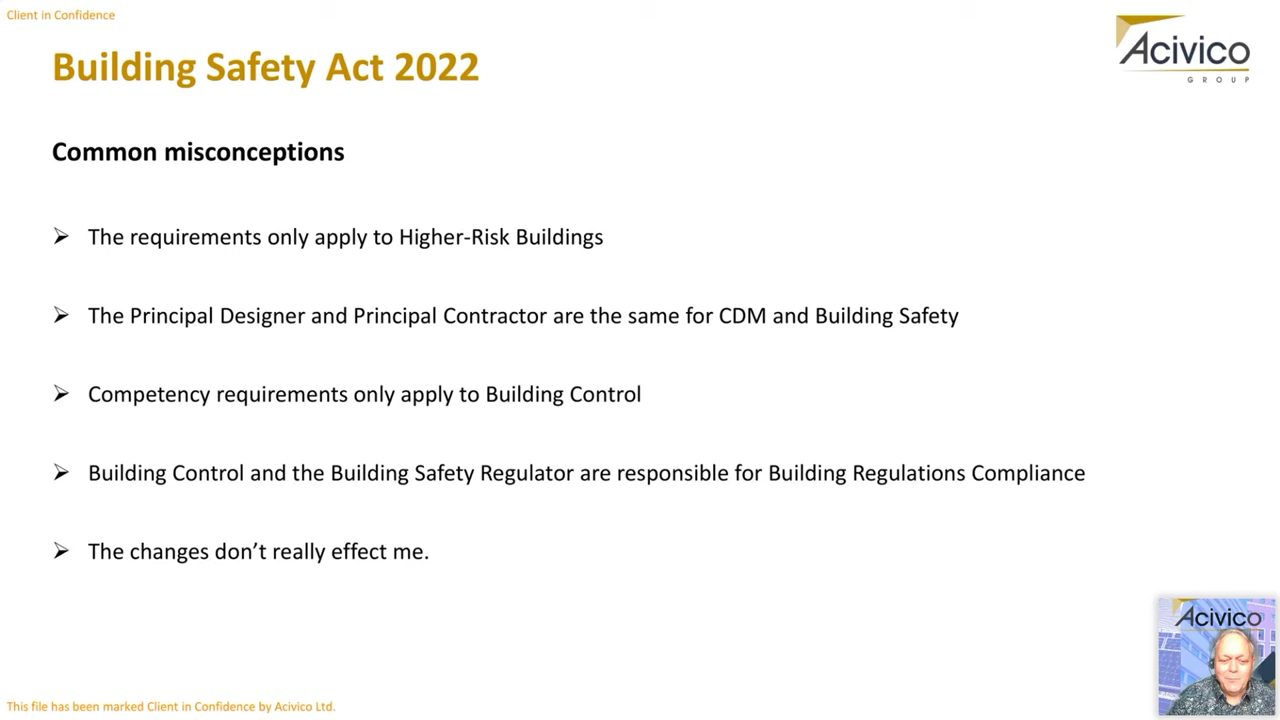 Client in Confidence
Building Safety Act 2022
Acivico
GROUP
Common misconceptions
➢ The requirements only apply to Higher-Risk Buildings
➢ The Principal Designer and Principal Contractor are the same for CDM and Building Safety
➢ Competency requirements only apply to Building Control
➢ Building Control and the Building Safety Regulator are responsible for Building Regulations Compliance
➢ The changes don’t really effect me.
Acivico
This file has been marked Client in Confidence by Acivico Ltd.